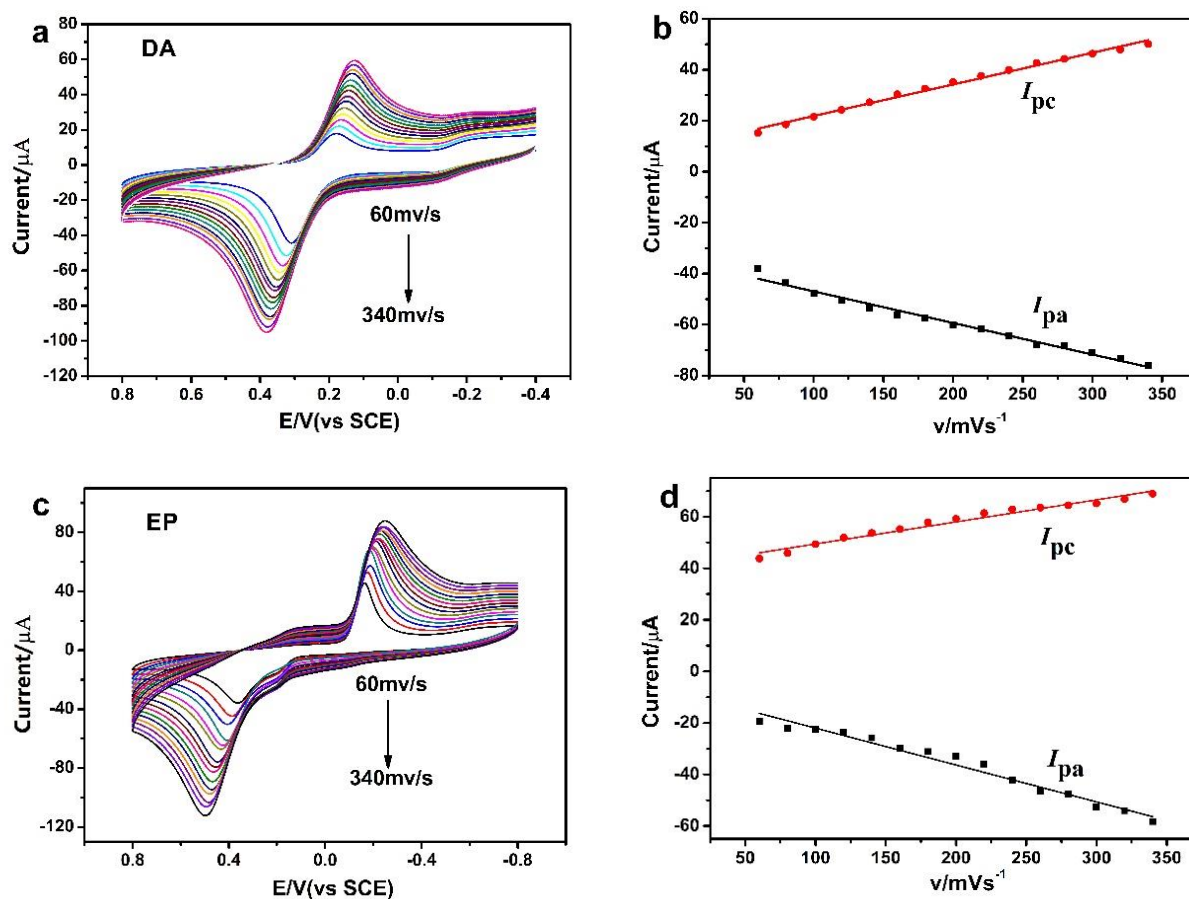 a
DA
80
60
40
20
0
-20
-40
-60
-80
-100
-120
Current/μA
60mv/s
340mv/s
0.8 0.6 0.4 0.2 0.0 -0.2 -0.4
E/V(vs SCE)
b
60
40
20
0
-20
-40
-60
-80
Current/μA
Ipc
Ipa
50 100 150 200 250 300 350
v/mVs-1
c
EP
80
40
0
-40
-80
-120
Current/μA
60mv/s
340mv/s
0.8 0.4 0.0 -0.4 -0.8
E/V(vs SCE)
d
60
40
20
0
-20
-40
-60
Current/μA
Ipc
Ipa
50 100 150 200 250 300 350
v/mVs-1